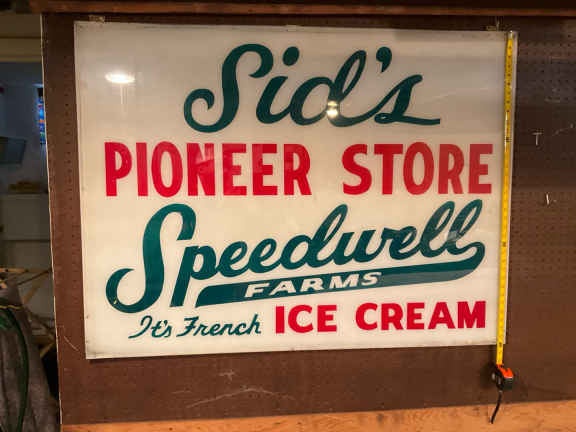 Sid's
PIONEER STORE
Speedwell
FARMS
It's French ICE CREAM